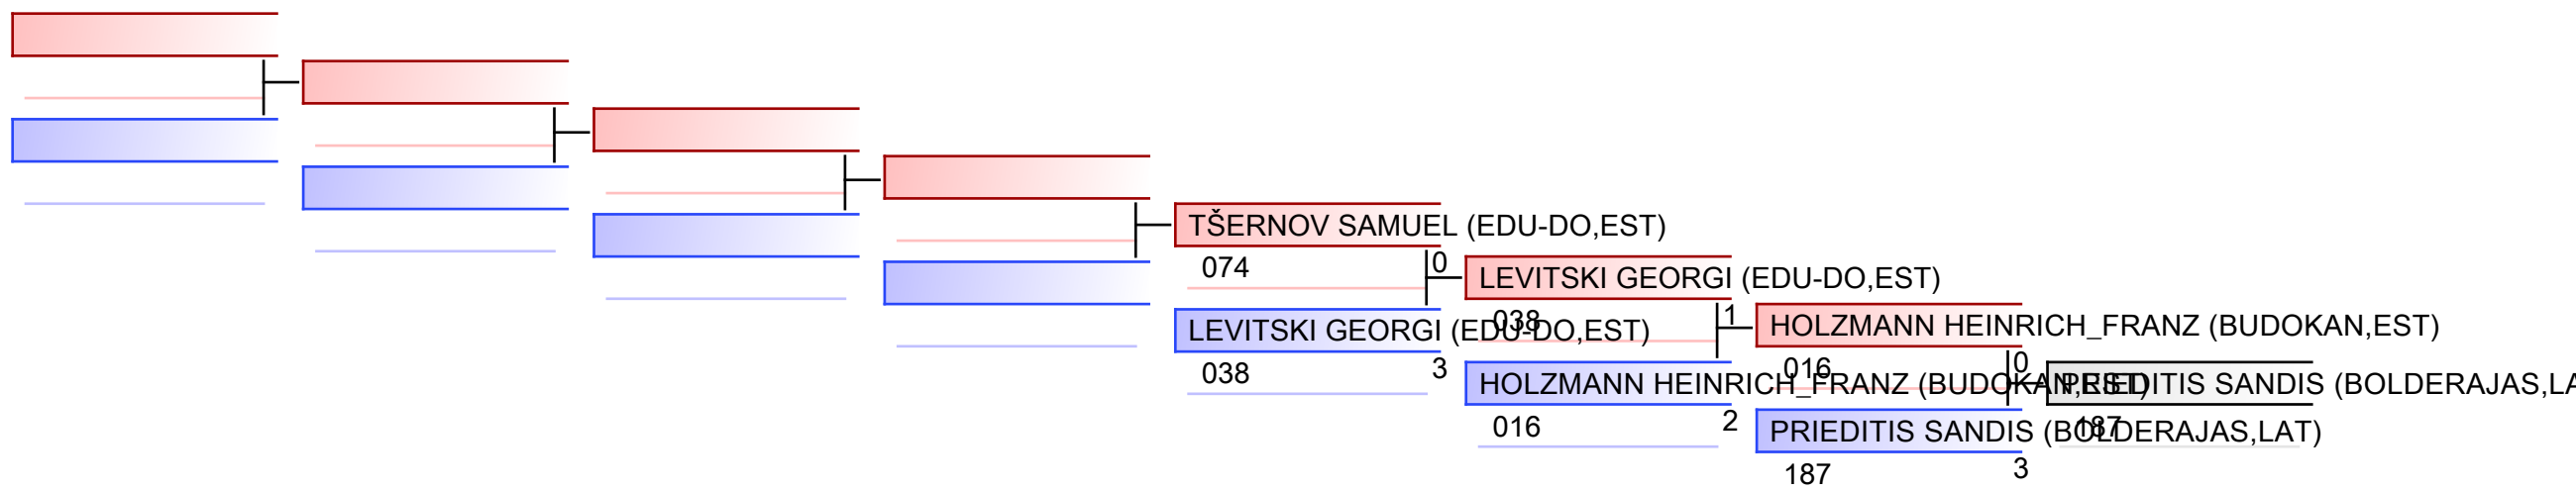 TŠERNOV SAMUEL (EDU-DO,EST)
074
0
LEVITSKI GEORGI (EDU-DO,EST)
038
3
LEVITSKI GEORGI (EDU-DO,EST)
038
1
HOLZMANN HEINRICH_FRANZ (BUDOKAN,EST)
016
2
HOLZMANN HEINRICH_FRANZ (BUDOKAN,EST)
016
0
PRIEDITIS SANDIS (BOLDERAJAS,LAT)
187
3
PRIEDITIS SANDIS (BOLDERAJAS,LA
187